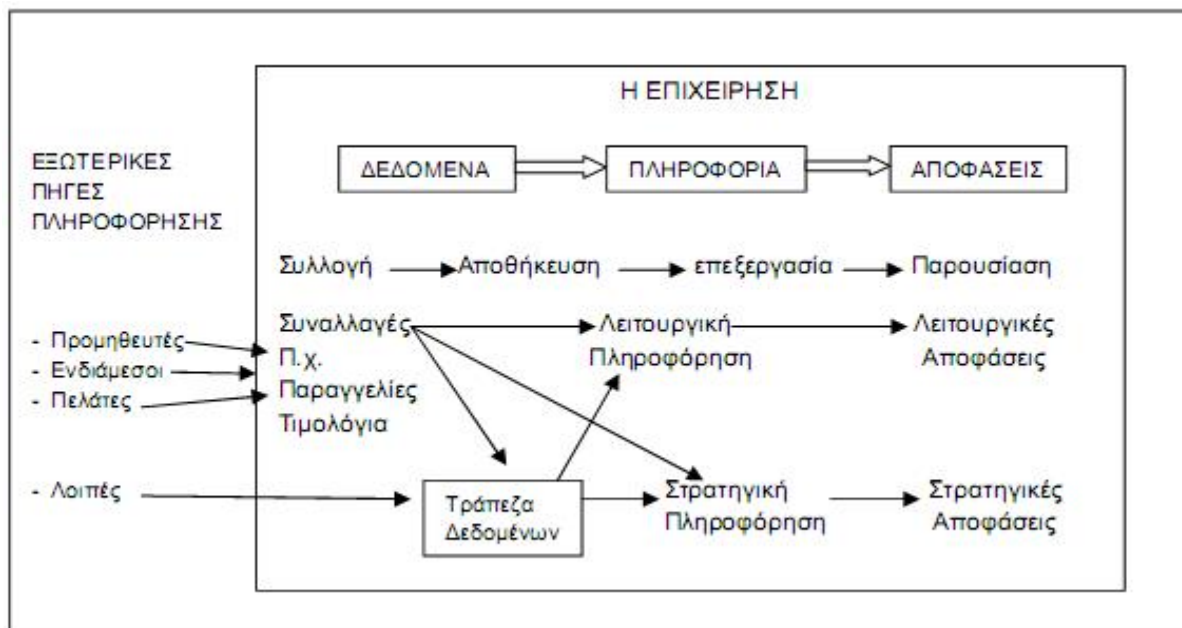 Η ΕΠΙΧΕΙΡΗΣΗ
ΕΞΩΤΕΡΙΚΕΣ
ΠΗΓΕΣ
ΠΛΗΡΟΦΟΡΗΣΗΣ
ΔΕΔΟΜΕΝΑ
ΠΛΗΡΟΦΟΡΙΑ
ΑΠΟΦΑΣΕΙΣ
Συλλογή
Αποθήκευση
επεξεργασία
Παρουσίαση
- Προμηθευτές
- Ενδιάμεσοι
- Πελάτες
Συναλλαγές
Π.χ.
Παραγγελίες
Τιμολόγια
Λειτουργική
Πληροφόρηση
Λειτουργικές
Αποφάσεις
- Λοιπές
Τράπεζα
Δεδομένων
Στρατηγική
Πληροφόρηση
Στρατηγικές
Αποφάσεις